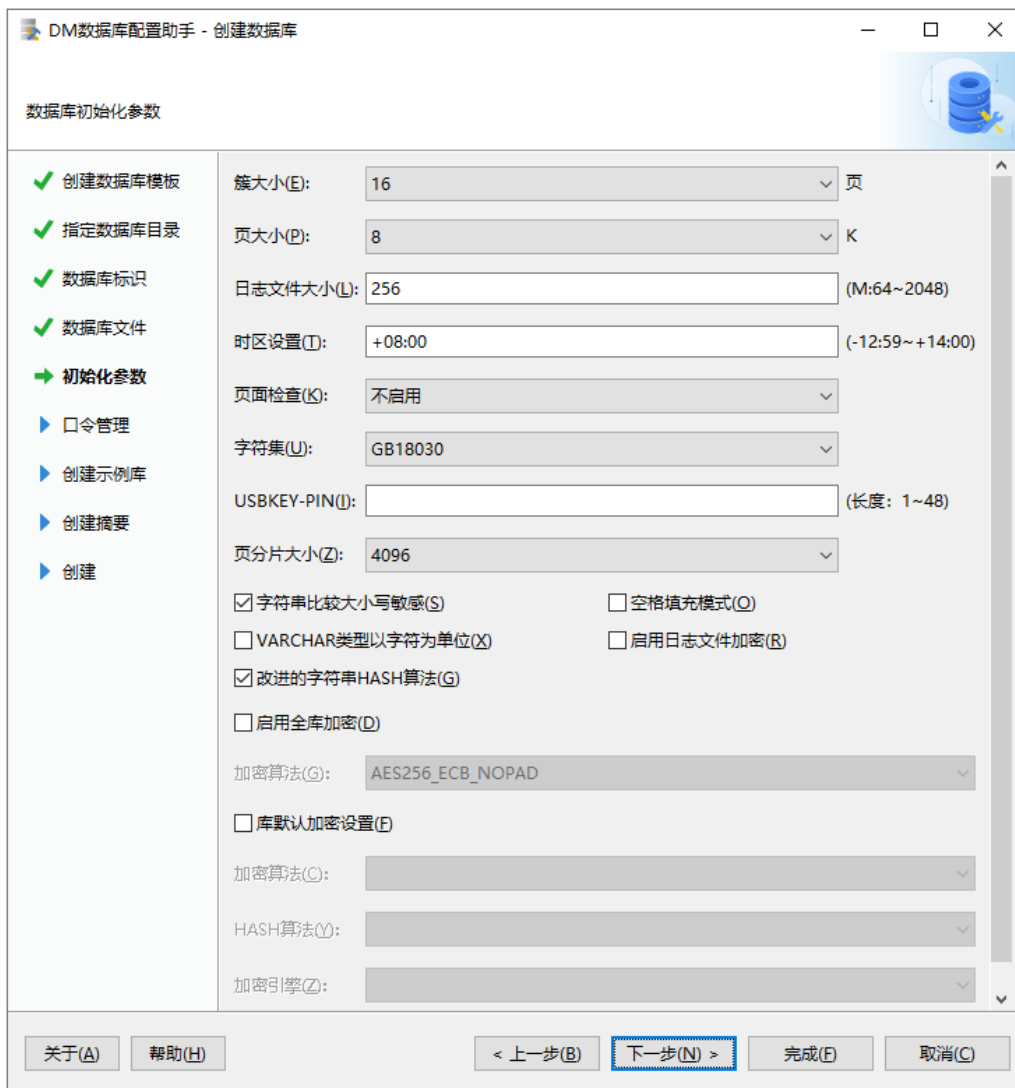 DM数据库配置助手 - 创建数据库
数据库初始化参数
创建数据库模板
指定数据库目录
数据库标识
数据库文件
初始化参数
口令管理
创建示例库
创建摘要
创建
簇大小(E): 16 页
页大小(P): 8 K
日志文件大小(L): 256 (M:64~2048)
时区设置(T): +08:00 (-12:59~+14:00)
页面检查(K): 不启用
字符集(U): GB18030
USBKEY-PIN(I): (长度：1~48)
页分片大小(Z): 4096
字符串比较大小写敏感(S) 空格填充模式(O)
VARCHAR类型以字符为单位(X) 启用日志文件加密(R)
改进的字符串HASH算法(G)
启用全库加密(D)
加密算法(G): AES256_ECB_NOPAD
库默认加密设置(F)
加密算法(C):
HASH算法(Y):
加密引擎(Z):
关于(A) 帮助(H) < 上一步(B) 下一步(N) > 完成(F) 取消(C)